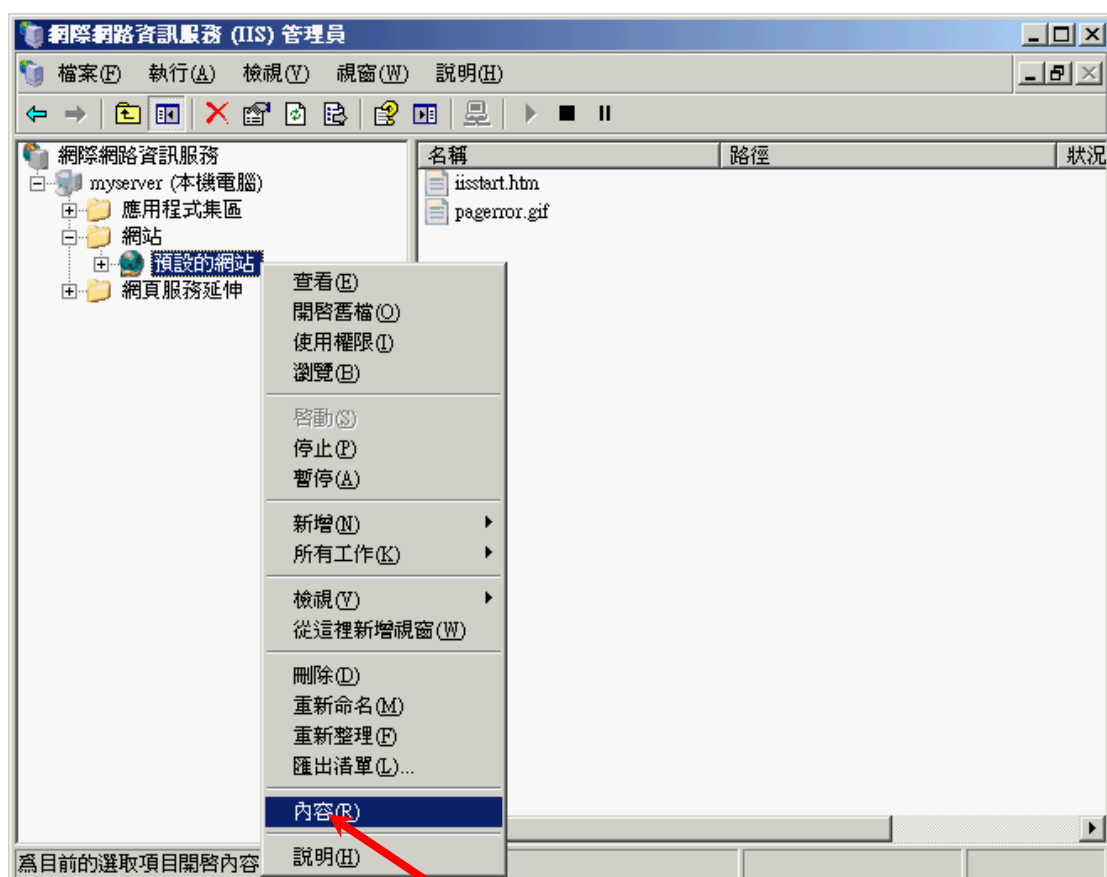 網際網路資訊服務 (IIS) 管理員
檔案(F) 執行(A) 檢視(V) 視窗(W) 說明(H)
網際網路資訊服務
myserver (本機電腦)
應用程式集區
網站
預設的網站
網頁服務延伸
名稱 路徑 狀況
iisstart.htm
pagerror.gif
查看(E)
開啟舊檔(O)
使用權限(I)
瀏覽(B)
啟動(S)
停止(P)
暫停(A)
新增(N)
所有工作(K)
檢視(V)
從這裡新增視窗(W)
刪除(D)
重新命名(M)
重新整理(F)
匯出清單(L)...
內容(R)
說明(H)
為目前的選取項目開啟內容